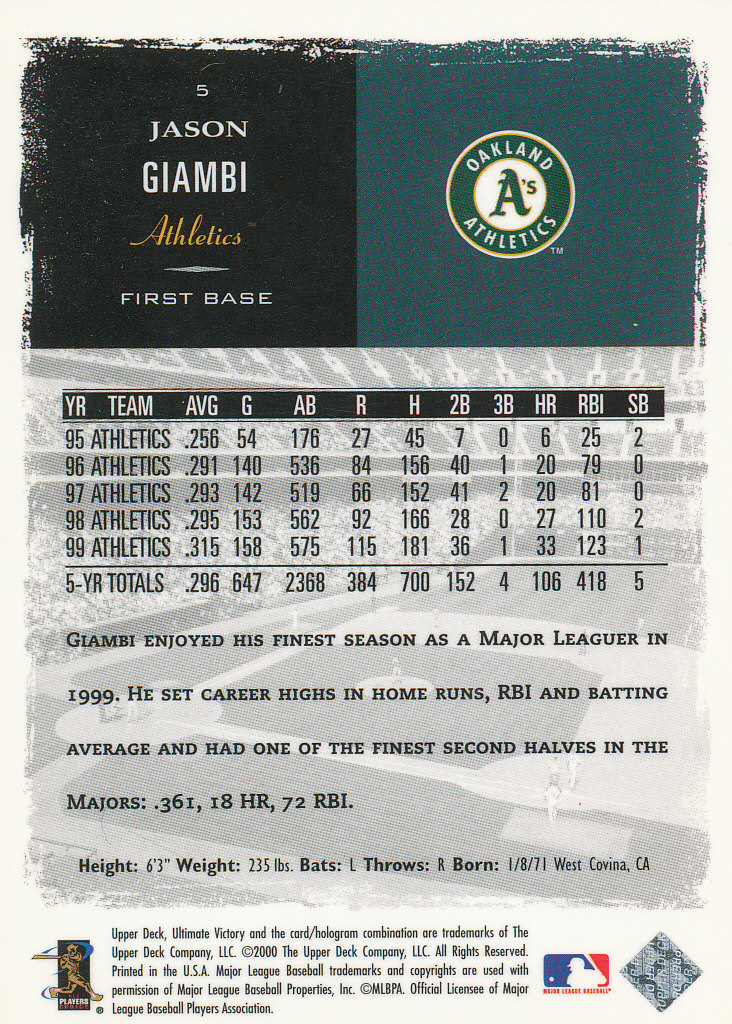 5
JASON
GIAMBI
Athletics™
FIRST BASE
OAKLAND
A's
ATHLETICS
TM
YR TEAM AVG G AB R H 2B 3B HR RBI SB
95 ATHLETICS .256 54 176 27 45 7 0 6 25 2
96 ATHLETICS .291 140 536 84 156 40 1 20 79 0
97 ATHLETICS .293 142 519 66 152 41 2 20 81 0
98 ATHLETICS .295 153 562 92 166 28 0 27 110 2
99 ATHLETICS .315 158 575 115 181 36 1 33 123 1
5-YR TOTALS .296 647 2368 384 700 152 4 106 418 5
GIAMBI ENJOYED HIS FINEST SEASON AS A MAJOR LEAGUER IN
1999. HE SET CAREER HIGHS IN HOME RUNS, RBI AND BATTING
AVERAGE AND HAD ONE OF THE FINEST SECOND HALVES IN THE
MAJORS: .361, 18 HR, 72 RBI.
Height: 6'3" Weight: 235 lbs. Bats: L Throws: R Born: 1/8/71 West Covina, CA
Upper Deck, Ultimate Victory and the card/hologram combination are trademarks of The
Upper Deck Company, LLC. ©2000 The Upper Deck Company, LLC. All Rights Reserved.
Printed in the U.S.A. Major League Baseball trademarks and copyrights are used with
permission of Major League Baseball Properties, Inc. ©MLBPA. Official Licensee of Major
League Baseball Players Association.
PLAYERS
CHOICE
®
MAJOR LEAGUE BASEBALL®